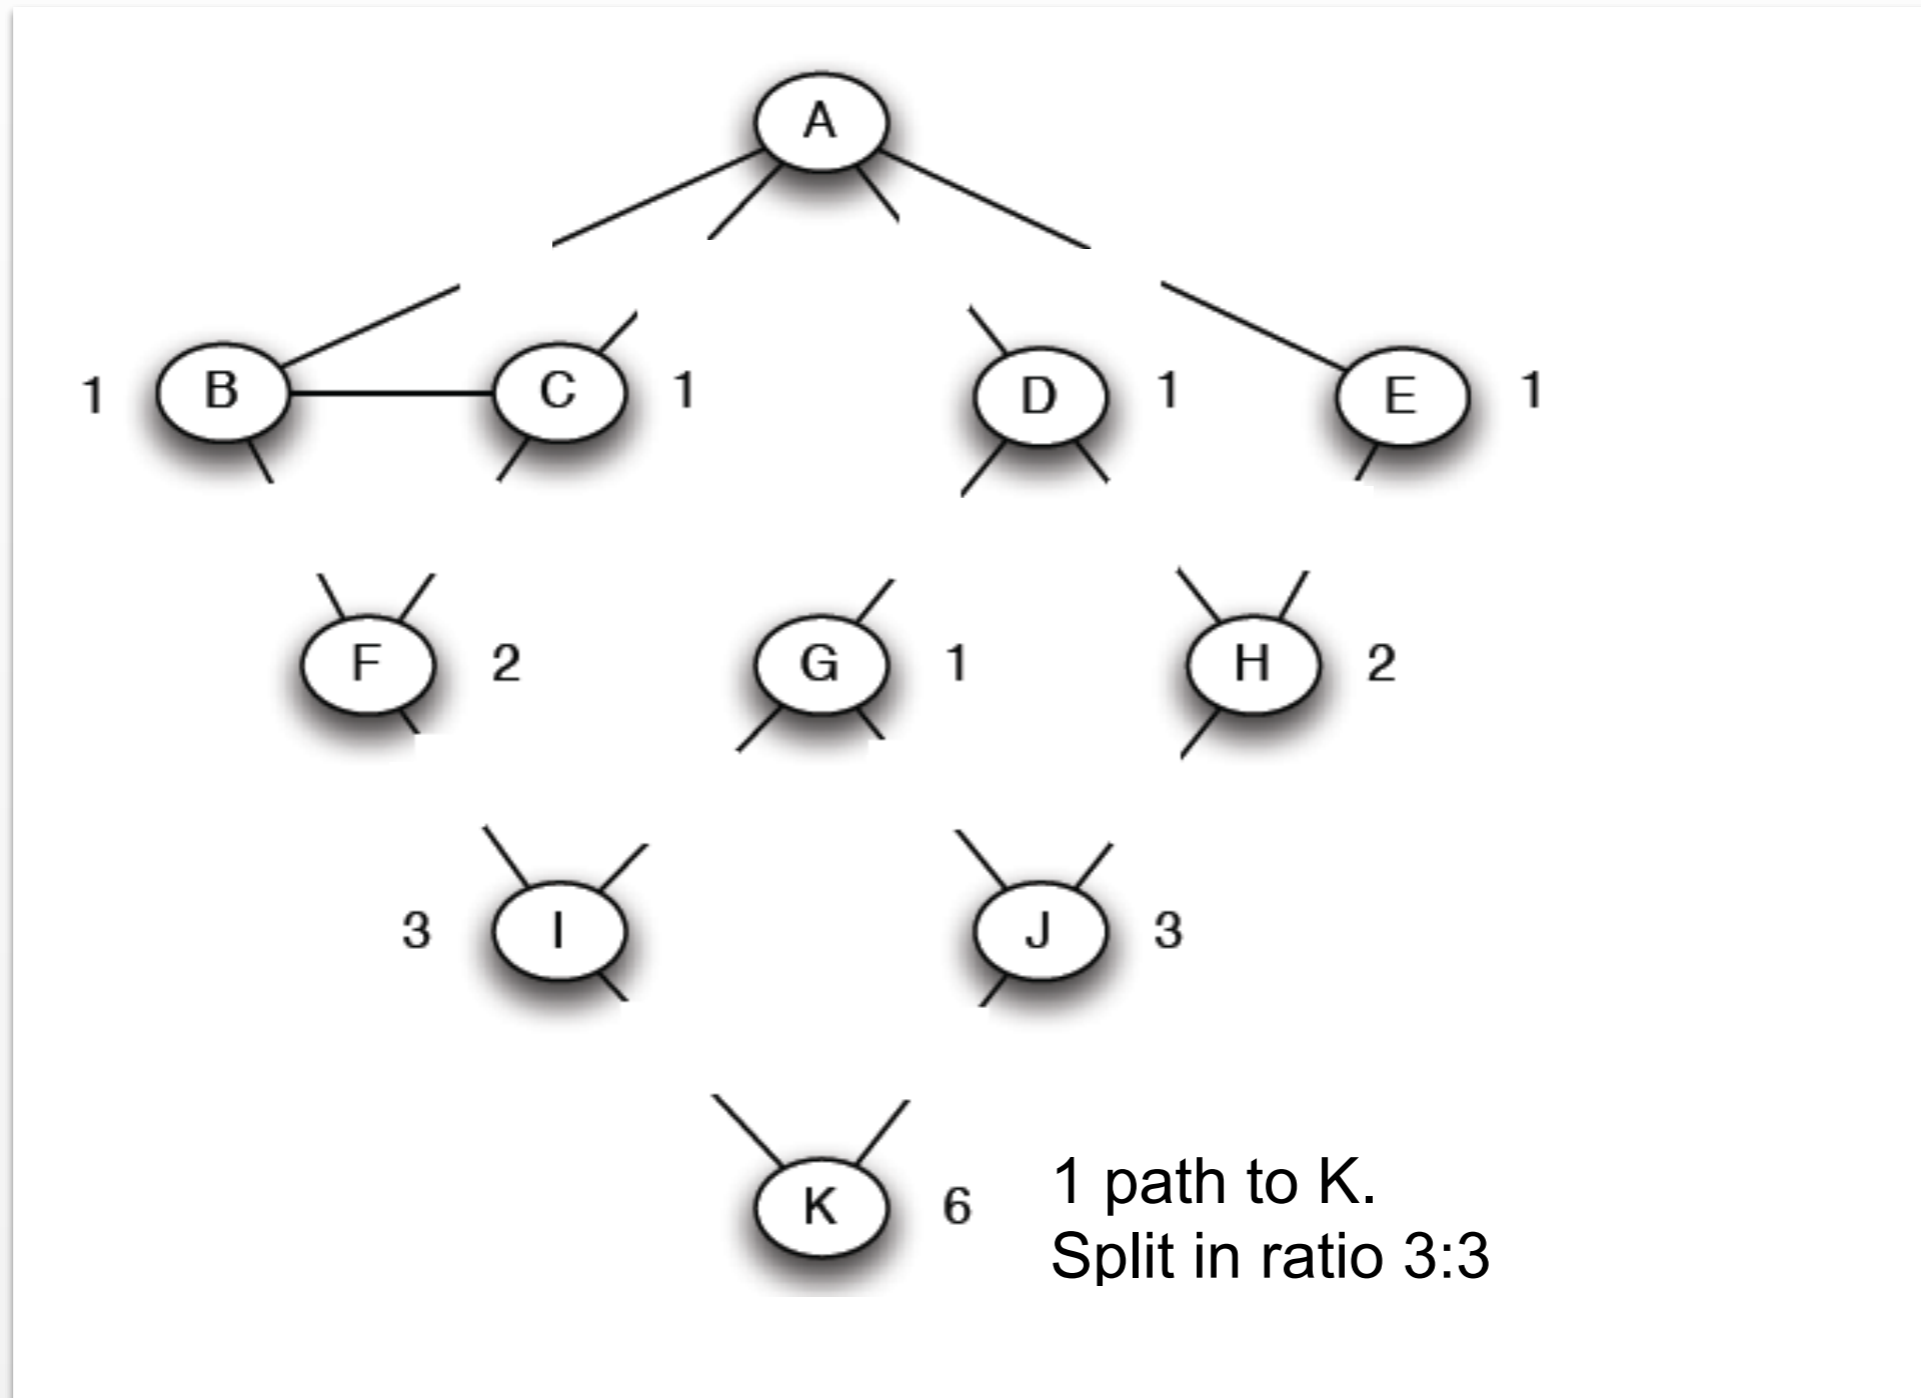 A
1 B C 1 D 1 E 1
F 2 G 1 H 2
3 I J 3
K 6
1 path to K.
Split in ratio 3:3